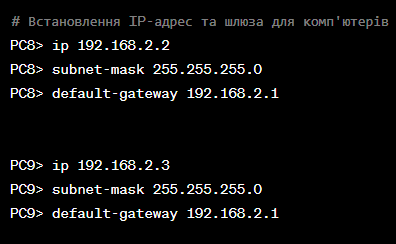 # Встановлення IP-адрес та шлюза для комп'ютерів
PC8> ip 192.168.2.2
PC8> subnet-mask 255.255.255.0
PC8> default-gateway 192.168.2.1
PC9> ip 192.168.2.3
PC9> subnet-mask 255.255.255.0
PC9> default-gateway 192.168.2.1